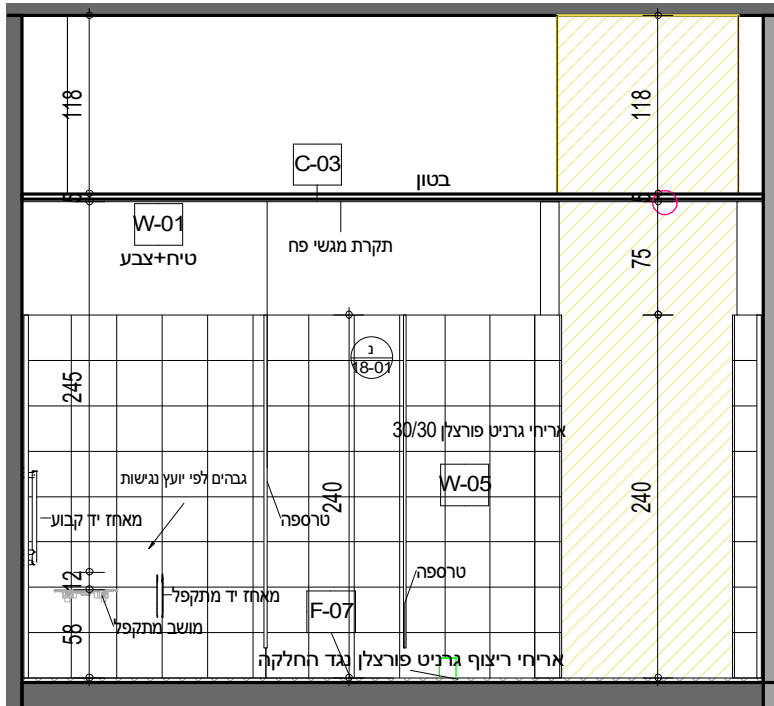 118
118
C-03
בטון
5
5
W-01
טיח+צבע
תקרת מגשי פח
75
נ
18-01
245
אריחי גרניט פורצלן 30/30
W-05
גבהים לפי יועץ נגישות
240
240
מאחז יד קבוע
טרספה
טרספה
12
מאחז יד מתקפל
F-07
מושב מתקפל
58
אריחי ריצוף גרניט פורצלן נגד החלקה